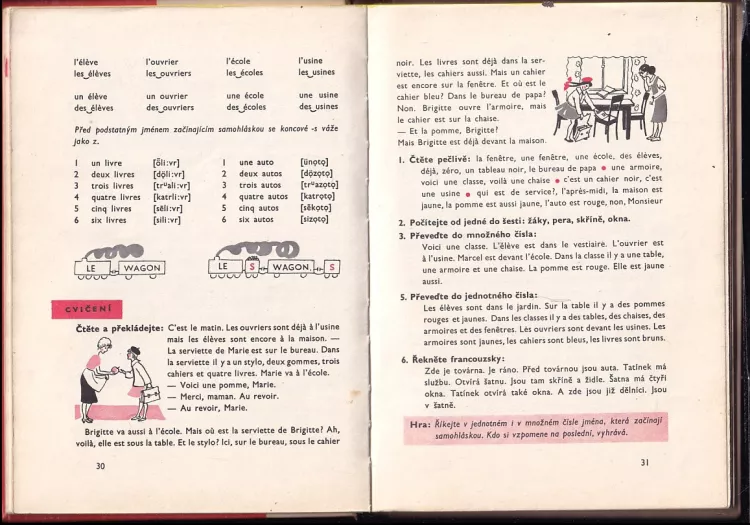 l'élève l'ouvrier l'école l'usine
les‿élèves les‿ouvriers les‿écoles les‿usines
un élève un ouvrier une école une usine
des‿élèves des‿ouvriers des‿écoles des‿usines
Před podstatným jménem začínajícím samohláskou se koncové -s váže
jako z.
1 un livre [ṏli:vr] 1 une auto [ünọtọ]
2 deux livres [dọ̈li:vr] 2 deux autos [dọ̈zọtọ]
3 trois livres [trᵘali:vr] 3 trois autos [trᵘazọtọ]
4 quatre livres [katrli:vr] 4 quatre autos [katrọtọ]
5 cinq livres [sẽli:vr] 5 cinq autos [sẽkọtọ]
6 six livres [sili:vr] 6 six autos [sizọtọ]
LE WAGON LE S WAGON S
CVIČENÍ
Čtěte a překládejte: C'est le matin. Les ouvriers sont déjà à l'usine
mais les élèves sont encore à la maison. —
La serviette de Marie est sur le bureau. Dans
la serviette il y a un stylo, deux gommes, trois
cahiers et quatre livres. Marie va à l'école.
— Voici une pomme, Marie.
— Merci, maman. Au revoir.
— Au revoir, Marie.
Brigitte va aussi à l'école. Mais où est la serviette de Brigitte? Ah,
voilà, elle est sous la table. Et le stylo? Ici, sur le bureau, sous le cahier
30
noir. Les livres sont déjà dans la ser-
viette, les cahiers aussi. Mais un cahier
est encore sur la fenêtre. Et où est le
cahier bleu? Dans le bureau de papa?
Non. Brigitte ouvre l'armoire, mais
le cahier est sur la chaise.
— Et la pomme, Brigitte?
Mais Brigitte est déjà devant la maison.
1. Čtěte pečlivě: la fenêtre, une fenêtre, une école, des élèves,
déjà, zéro, un tableau noir, le bureau de papa ● une armoire,
voici une classe, voilà une chaise ● c'est un cahier noir, c'est
une usine ● qui est de service?, l'après-midi, la maison est
jaune, la pomme est aussi jaune, l'auto est rouge, non, Monsieur
2. Počítejte od jedné do šesti: žáky, pera, skříně, okna.
3. Převeďte do množného čísla:
Voici une classe. L'élève est dans le vestiaire. L'ouvrier est
à l'usine. Marcel est devant l'école. Dans la classe il y a une table,
une armoire et une chaise. La pomme est rouge. Elle est jaune
aussi.
5. Převeďte do jednotného čísla:
Les élèves sont dans le jardin. Sur la table il y a des pommes
rouges et jaunes. Dans les classes il y a des tables, des chaises, des
armoires et des fenêtres. Les ouvriers sont devant les usines. Les
armoires sont jaunes, les cahiers sont bleus, les livres sont bruns.
6. Řekněte francouzsky:
Zde je továrna. Je ráno. Před továrnou jsou auta. Tatínek má
službu. Otvírá šatnu. Jsou tam skříně a židle. Šatna má čtyři
okna. Tatínek otvírá také okna. A zde jsou již dělníci. Jsou
v šatně.
Hra: Říkejte v jednotném i v množném čísle jména, která začínají
samohláskou. Kdo si vzpomene na poslední, vyhrává.
31